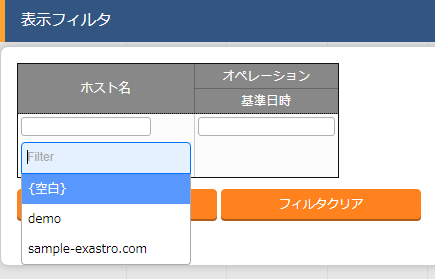 表示フィルタ
ホスト名
オペレーション
基準日時
Filter
{空白}
demo
sample-exastro.com
フィルタクリア